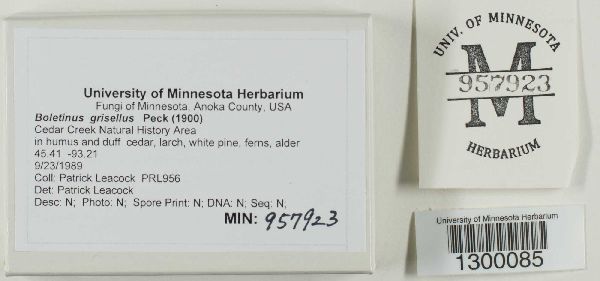 University of Minnesota Herbarium
Fungi of Minnesota, Anoka County, USA
Boletinus grisellus Peck (1900)
Cedar Creek Natural History Area
in humus and duff cedar, larch, white pine, ferns, alder
45.41 -93.21
9/23/1989
Coll: Patrick Leacock PRL956
Det: Patrick Leacock
Desc: N; Photo: N; Spore Print: N; DNA: N; Seq: N;
MIN: 957923
UNIV. OF MINNESOTA
M
957923
HERBARIUM
University of Minnesota Herbarium
1300085